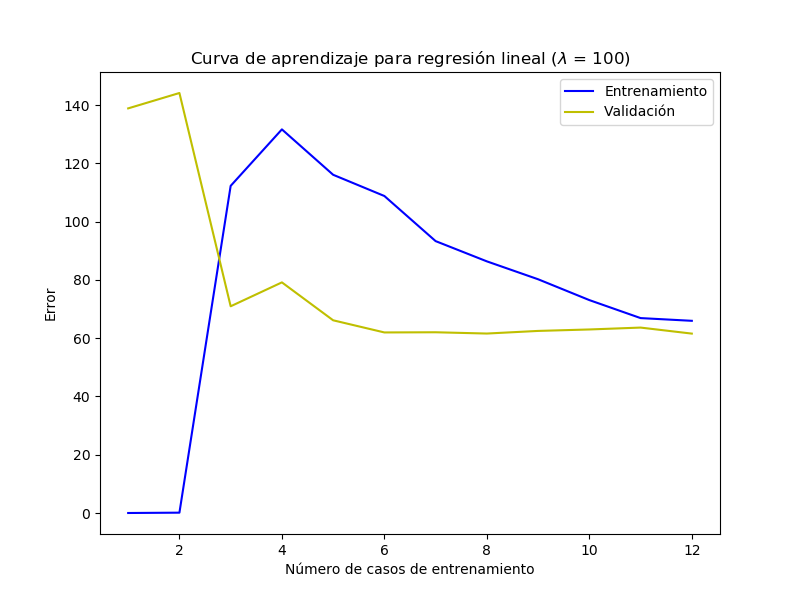 Curva de aprendizaje para regresión lineal (λ = 100)
Entrenamiento
Validación
Error
140
120
100
80
60
40
20
0
2 4 6 8 10 12
Número de casos de entrenamiento